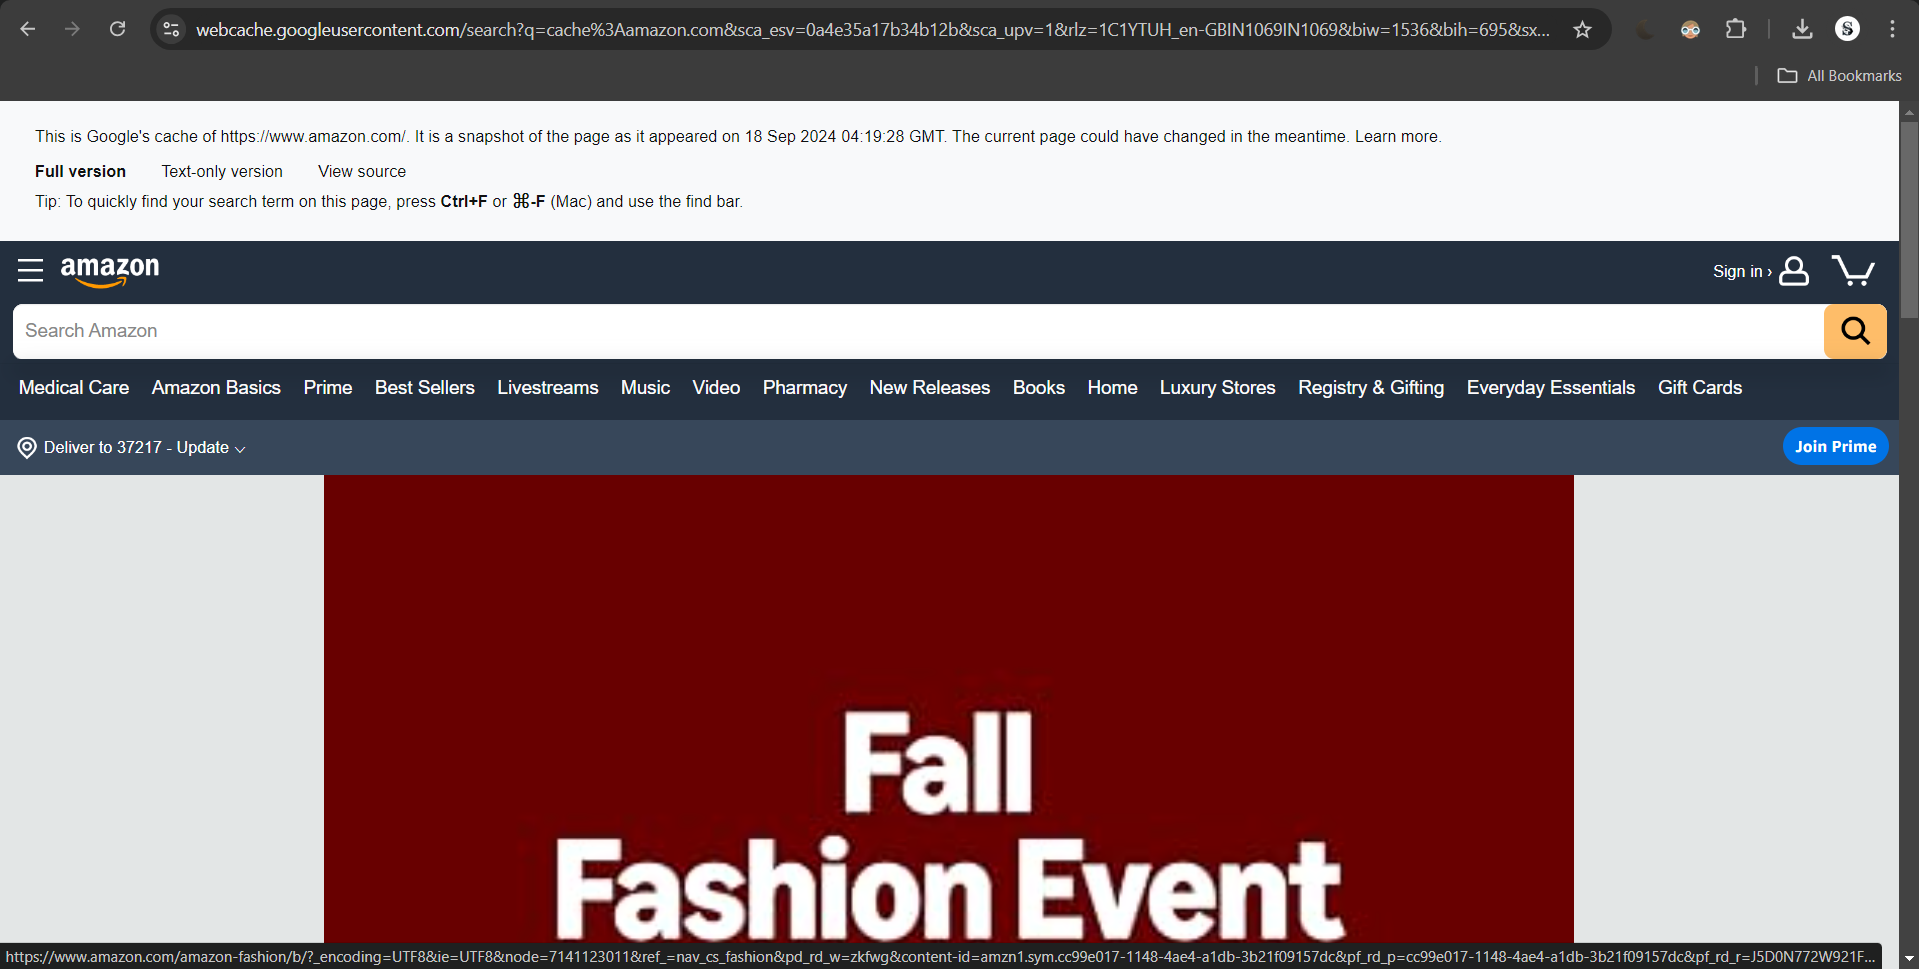 webcache.googleusercontent.com/search?q=cache%3Aamazon.com&sca_esv=0a4e35a17b34b12b&sca_upv=1&rlz=1C1YTUH_en-GBIN1069IN1069&biw=1536&bih=695&sx...
S
All Bookmarks
This is Google's cache of https://www.amazon.com/. It is a snapshot of the page as it appeared on 18 Sep 2024 04:19:28 GMT. The current page could have changed in the meantime. Learn more.
Full version Text-only version View source
Tip: To quickly find your search term on this page, press Ctrl+F or ⌘-F (Mac) and use the find bar.
amazon Sign in ›
Search Amazon
Medical Care Amazon Basics Prime Best Sellers Livestreams Music Video Pharmacy New Releases Books Home Luxury Stores Registry & Gifting Everyday Essentials Gift Cards
Deliver to 37217 - Update Join Prime
Fall
Fashion Event
https://www.amazon.com/amazon-fashion/b/?_encoding=UTF8&ie=UTF8&node=7141123011&ref_=nav_cs_fashion&pd_rd_w=zkfwg&content-id=amzn1.sym.cc99e017-1148-4ae4-a1db-3b21f09157dc&pf_rd_p=cc99e017-1148-4ae4-a1db-3b21f09157dc&pf_rd_r=J5D0N772W921F...